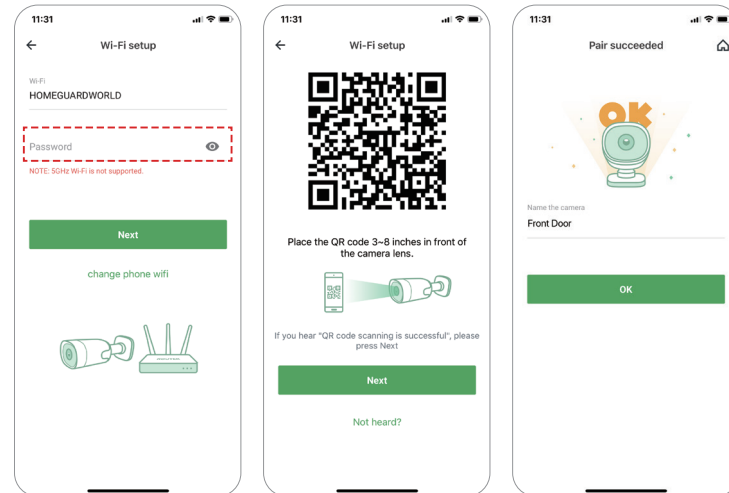 11:31
Wi-Fi setup
Wi-Fi
HOMEGUARDWORLD
Password
NOTE: 5GHz Wi-Fi is not supported.
Next
change phone wifi
11:31
Wi-Fi setup
Place the QR code 3~8 inches in front of
the camera lens.
If you hear "QR code scanning is successful", please
press Next
Next
Not heard?
11:31
Pair succeeded
OK
Name the camera
Front Door
OK